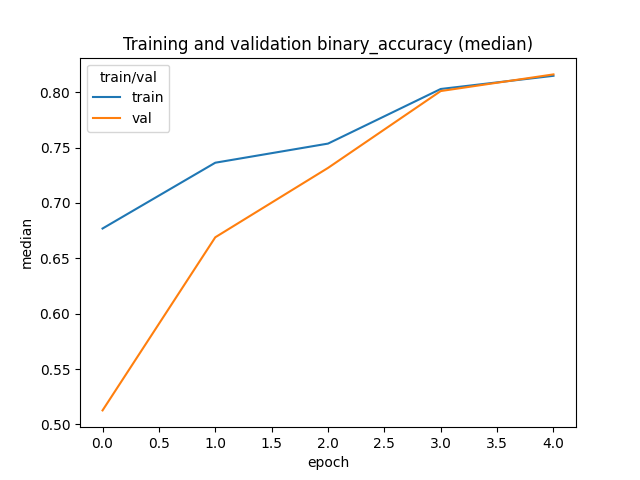 Training and validation binary_accuracy (median)
train/val
train
val
0.80
0.75
0.70
0.65
0.60
0.55
0.50
median
0.0 0.5 1.0 1.5 2.0 2.5 3.0 3.5 4.0
epoch